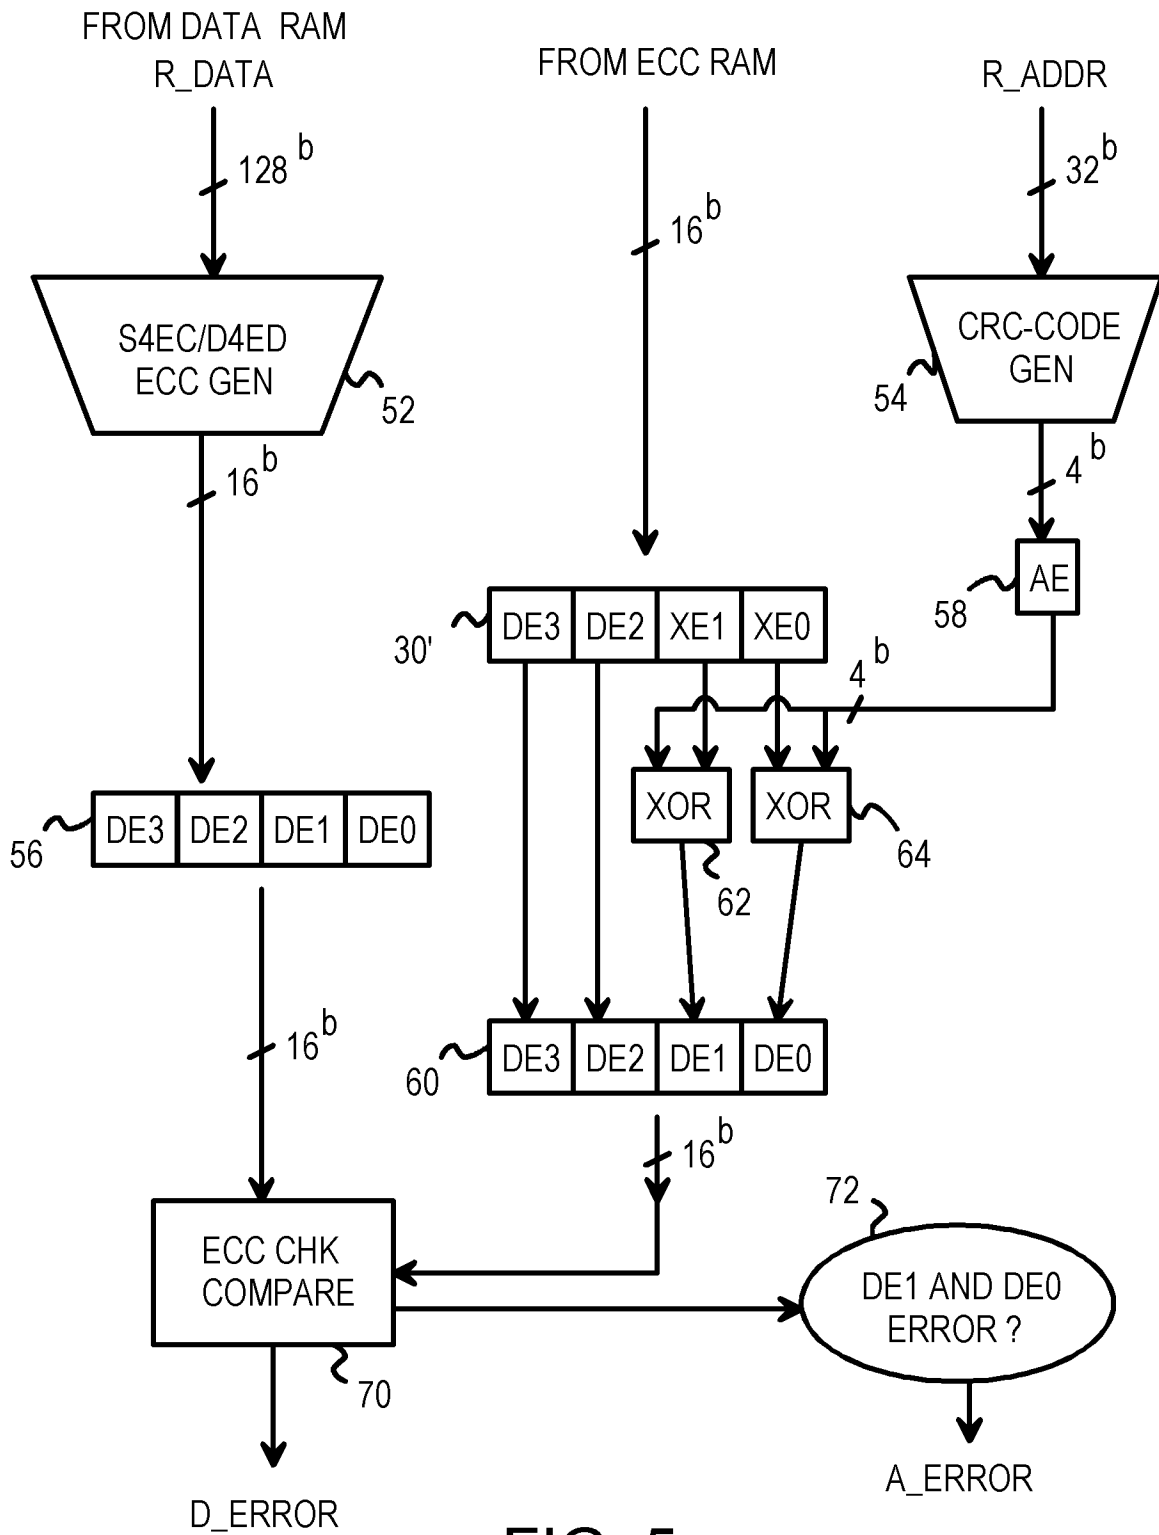 FROM DATA RAM
R_DATA
FROM ECC RAM
R_ADDR
128 b
16 b
32 b
S4EC/D4ED
ECC GEN
52
CRC-CODE
GEN
54
16 b
4 b
AE
58
30'
DE3 DE2 XE1 XE0
4 b
XOR
XOR
62
64
56
DE3 DE2 DE1 DE0
16 b
60
DE3 DE2 DE1 DE0
16 b
ECC CHK
COMPARE
70
72
DE1 AND DE0
ERROR ?
D_ERROR
A_ERROR